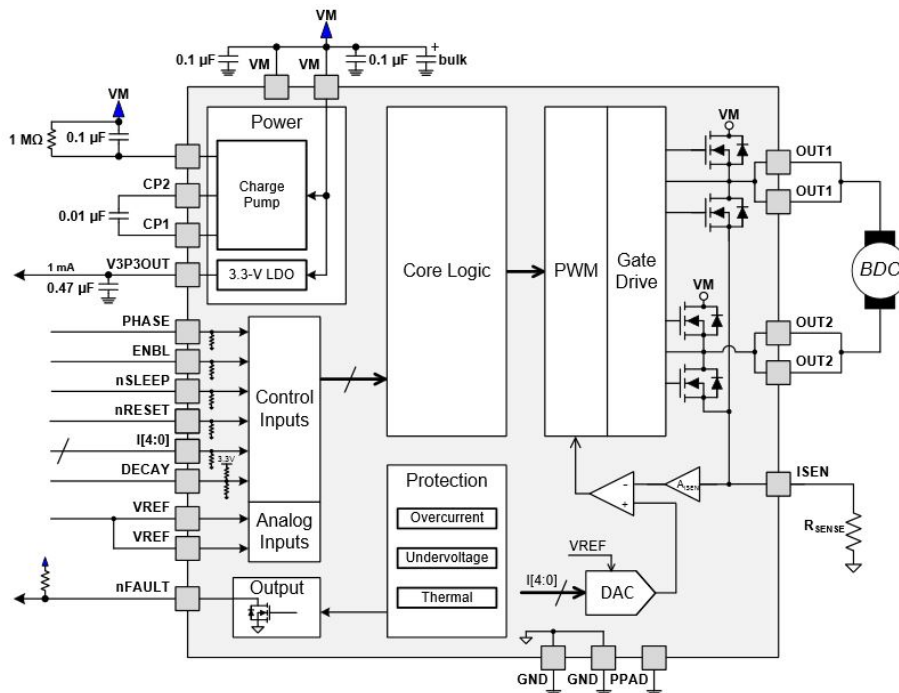 VM
0.1 µF
VM
VM
0.1 µF
+
bulk
VM
1 MΩ
0.1 µF
Power
Charge
Pump
CP2
0.01 µF
CP1
V3P3OUT
1 mA
0.47 µF
3.3-V LDO
PHASE
ENBL
nSLEEP
nRESET
I[4:0]
3.3V
DECAY
VREF
VREF
nFAULT
Control
Inputs
Analog
Inputs
Output
Core Logic
Protection
Overcurrent
Undervoltage
Thermal
PWM
Gate
Drive
VM
VM
OUT1
OUT1
BDC
OUT2
OUT2
ISEN
AISEN
-
+
RSENSE
VREF
I[4:0]
DAC
GND
GND
PPAD